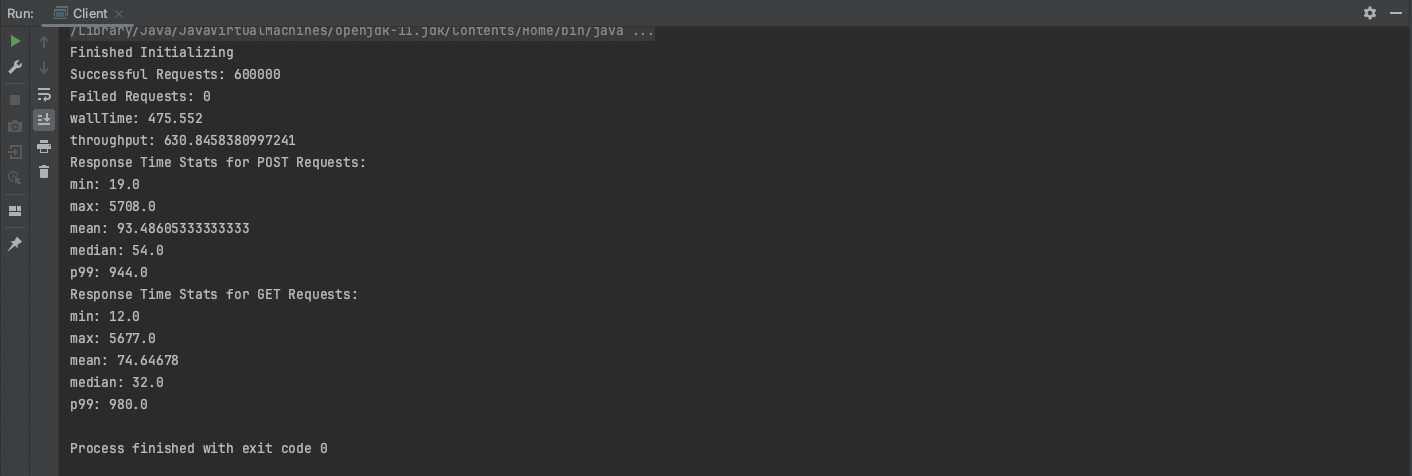 Run: Client
/Library/Java/JavaVirtualMachines/openjdk-11.jdk/Contents/Home/bin/java ...
Finished Initializing
Successful Requests: 600000
Failed Requests: 0
wallTime: 475.552
throughput: 630.8458380997241
Response Time Stats for POST Requests:
min: 19.0
max: 5708.0
mean: 93.48605333333333
median: 54.0
p99: 944.0
Response Time Stats for GET Requests:
min: 12.0
max: 5677.0
mean: 74.64678
median: 32.0
p99: 980.0
Process finished with exit code 0